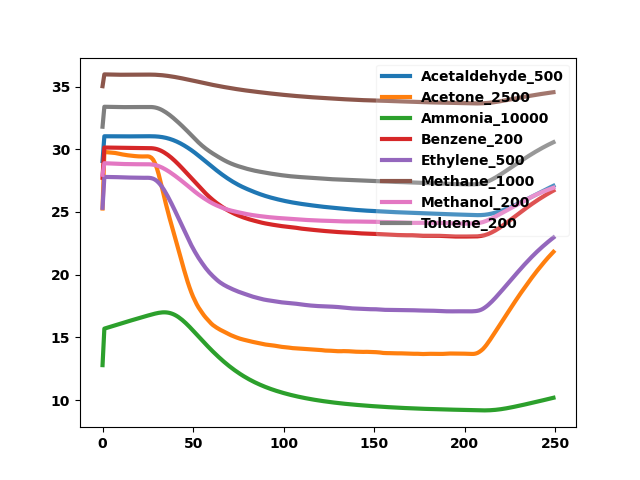 35
30
25
20
15
10
0 50 100 150 200 250
Acetaldehyde_500
Acetone_2500
Ammonia_10000
Benzene_200
Ethylene_500
Methane_1000
Methanol_200
Toluene_200